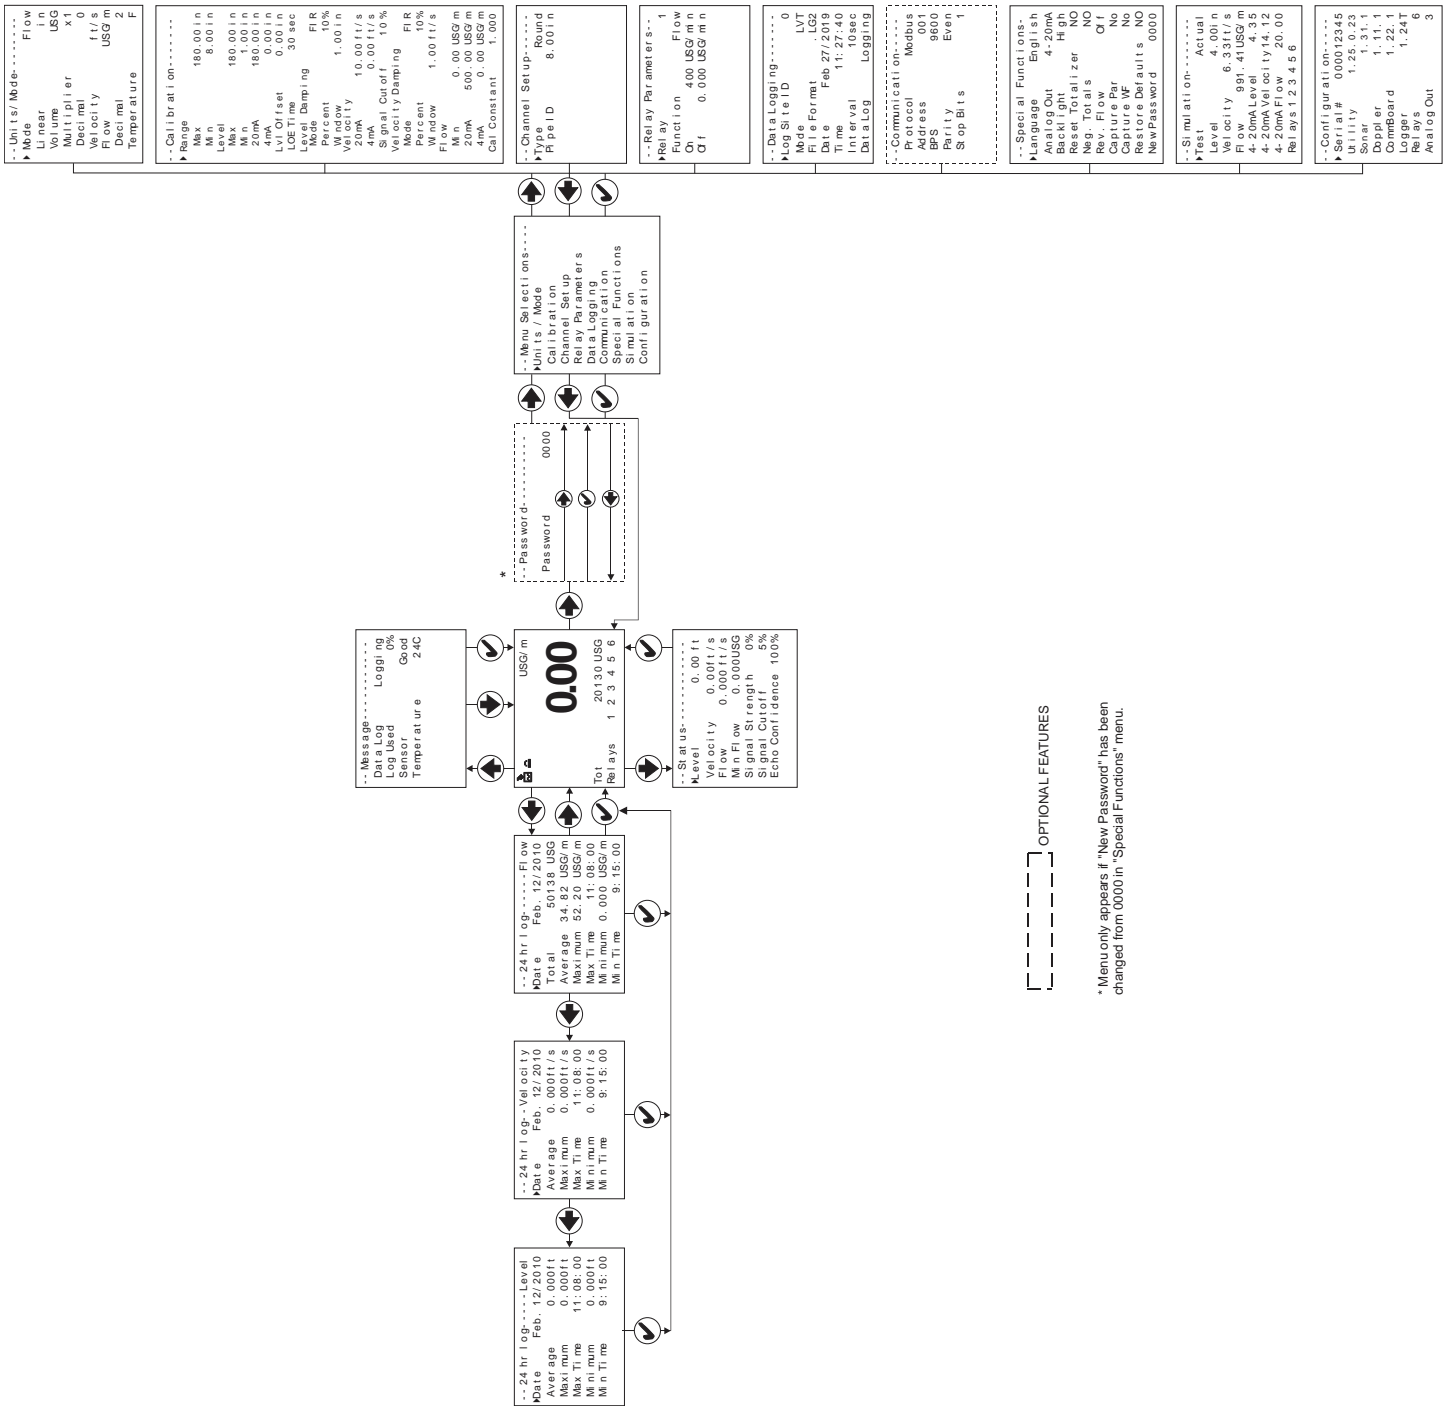 --24 hr log-----Level
Date Feb. 12/2010
Average 0.000ft
Maximum 0.000ft
Max Time 11:08:00
Minimum 0.000ft
Min Time 9:15:00
--24 hr log--Velocity
Date Feb. 12/2010
Average 0.000ft/s
Maximum 0.000ft/s
Max Time 11:08:00
Minimum 0.000ft/s
Min Time 9:15:00
--24 hr log-----Flow
Date Feb. 12/2010
Total 50138 USG
Average 34.82 USG/m
Maximum 52.20 USG/m
Max Time 11:08:00
Minimum 0.000 USG/m
Min Time 9:15:00
--Message----------
Data Log Logging
Log Used 0%
Sensor Good
Temperature 24C
USG/m
0.00
Tot 20130 USG
Relays 1 2 3 4 5 6
--Status-----------
Level 0.00 ft
Velocity 0.00ft/s
Flow 0.000ft/s
Min Flow 0.000USG
Signal Strength 0%
Signal Cutoff 5%
Echo Confidence 100%
*
--Password----------
Password 0000
--Menu Selections----
Units / Mode
Calibration
Channel Setup
Relay Parameters
Data Logging
Communication
Special Functions
Simulation
Configuration
--Units/Mode--------
Mode Flow
Linear in
Volume USG
Multiplier x1
Decimal 0
Velocity ft/s
Flow USG/m
Decimal 2
Temperature F
--Calibration------
Range
Max 180.00in
Min 8.00in
Level
Max 180.00in
Min 1.00in
20mA 180.00in
4mA 0.00in
Lvl Offset 0.00in
LOE Time 30 sec
Level Damping
Mode FIR
Percent 10%
Window 1.00in
Velocity
20mA 10.00ft/s
4mA 0.00ft/s
Signal Cutoff 10%
Velocity Damping
Mode FIR
Percent 10%
Window 1.00ft/s
Flow
Min 0.00 USG/m
20mA 500.00 USG/m
4mA 0.00 USG/m
Cal Constant 1.000
--Channel Setup-----
Type Round
Pipe ID 8.00in
---Relay Parameters--
Relay 1
Function Flow
On 400 USG/min
Off 0.000 USG/min
--Data Logging-----
Log Site ID 0
Mode LVT
File Format .LG2
Date Feb 27/2019
Time 11:27:40
Interval 10sec
Data Log Logging
--Communication-----
Protocol Modbus
Address 001
BPS 9600
Parity Even
Stop Bits 1
--Special Functions-
Language English
Analog Out 4-20mA
Backlight High
Reset Totalizer NO
Neg. Totals NO
Rev. Flow Off
Capture Par No
Capture WF No
Restore Defaults NO
New Password 0000
--Simulation--------
Test Actual
Level 4.00in
Velocity 6.33ft/s
Flow 991.41USG/m
4-20mA Level 4.35
4-20mA Velocity 14.12
4-20mA Flow 20.00
Relays 1 2 3 4 5 6
--Configuration-----
Serial# 000012345
Utility 1.25.0.23
Sonar 1.31.1
Doppler 1.11.1
CommBoard 1.22.1
Logger 1.24T
Relays 6
Analog Out 3
OPTIONAL FEATURES
* Menu only appears if "New Password" has been
changed from 0000 in "Special Functions" menu.